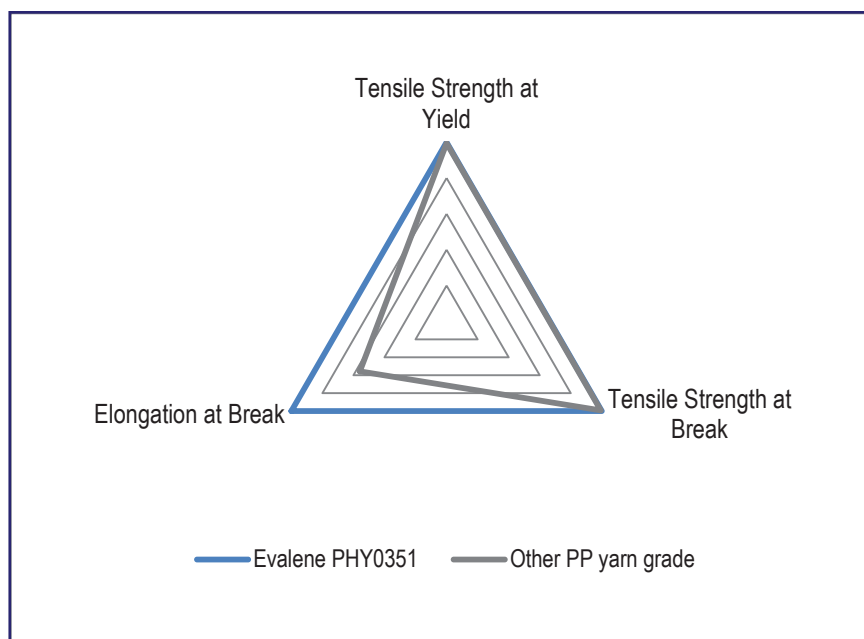 Tensile Strength at
Yield
Elongation at Break
Tensile Strength at
Break
Evalene PHY0351
Other PP yarn grade